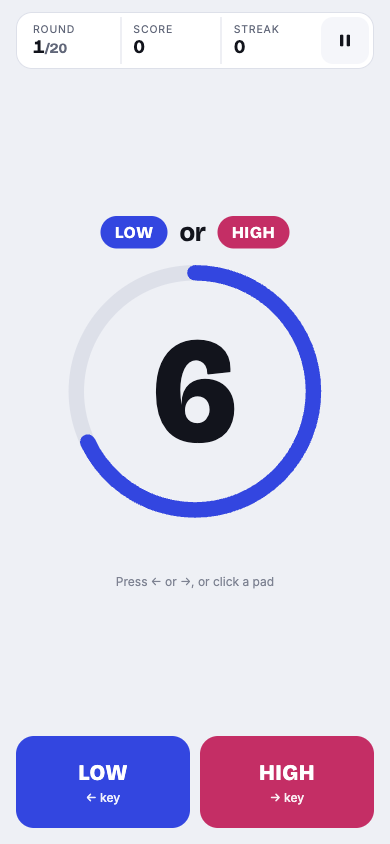 ROUND SCORE STREAK
1/20 0 0
LOW or HIGH
6
Press ← or →, or click a pad
LOW HIGH
← key → key